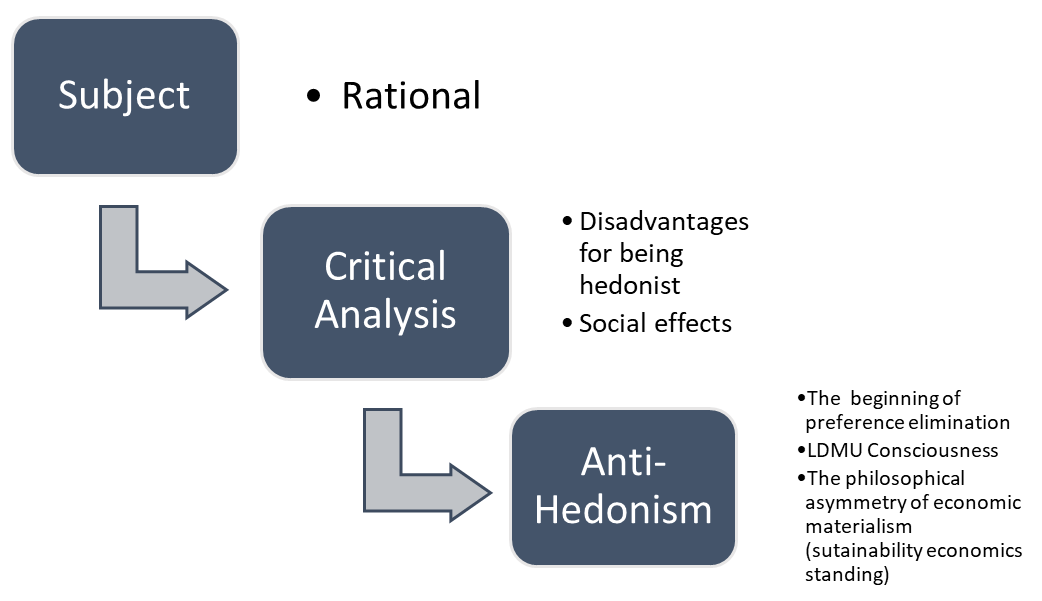 Subject
• Rational
Critical
Analysis
• Disadvantages
for being
hedonist
• Social effects
Anti-
Hedonism
•The beginning of
preference elimination
•LDMU Consciousness
•The philosophical
asymmetry of economic
materialism
(sutainability economics
standing)